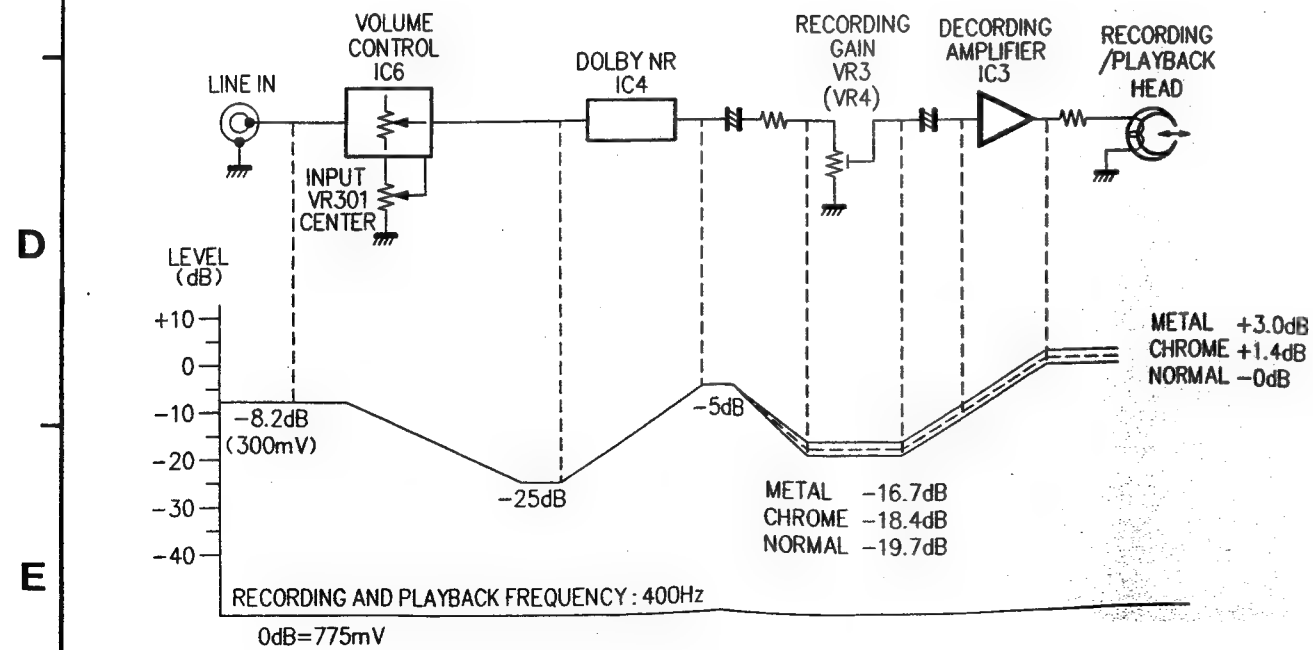 VOLUME
CONTROL
IC6
LINE IN
INPUT
VR301
CENTER
DOLBY NR
IC4
RECORDING
GAIN
VR3
(VR4)
DECORDING
AMPLIFIER
IC3
RECORDING
/PLAYBACK
HEAD
D
LEVEL
(dB)
+10
0
-10
-20
-30
-40
-8.2dB
(300mV)
-25dB
-5dB
METAL -16.7dB
CHROME -18.4dB
NORMAL -19.7dB
METAL +3.0dB
CHROME +1.4dB
NORMAL -0dB
E
RECORDING AND PLAYBACK FREQUENCY : 400Hz
0dB=775mV